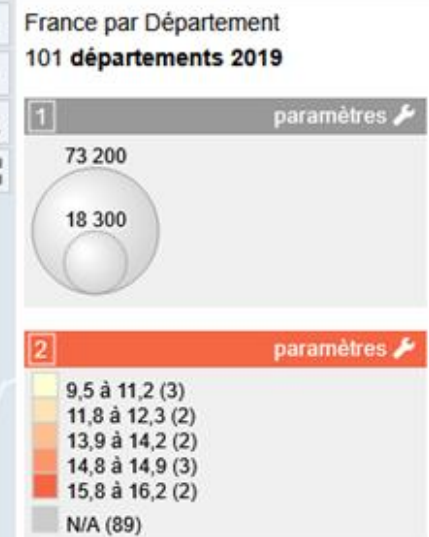 France par Département
101 départements 2019
1 paramètres
73 200
18 300
2 paramètres
9,5 à 11,2 (3)
11,8 à 12,3 (2)
13,9 à 14,2 (2)
14,8 à 14,9 (3)
15,8 à 16,2 (2)
N/A (89)